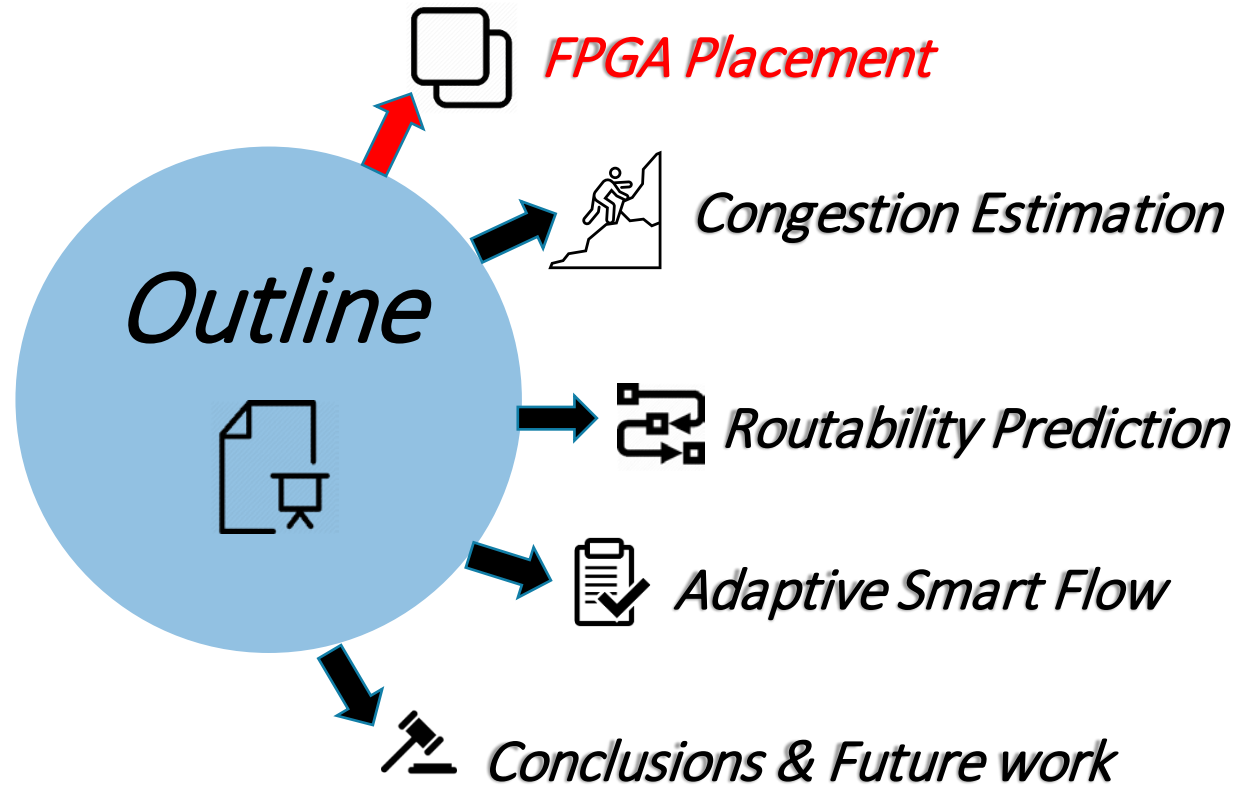 FPGA Placement
Congestion Estimation
Outline
Routability Prediction
Adaptive Smart Flow
Conclusions & Future work